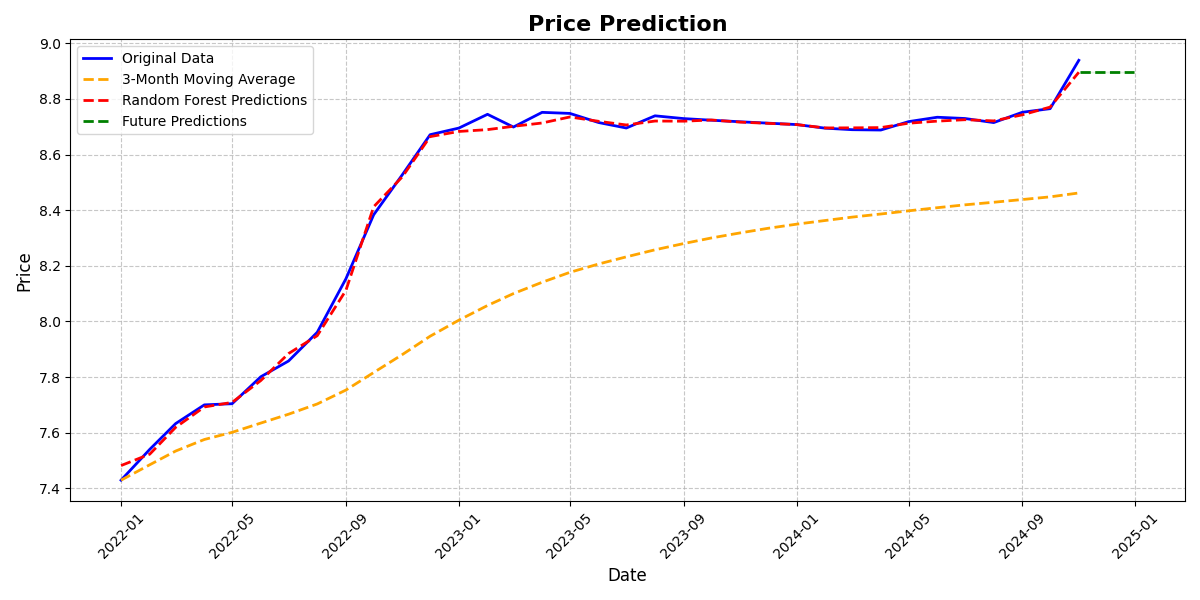 Price Prediction
Original Data
3-Month Moving Average
Random Forest Predictions
Future Predictions
Price
9.0
8.8
8.6
8.4
8.2
8.0
7.8
7.6
7.4
2022-01
2022-05
2022-09
2023-01
2023-05
2023-09
2024-01
2024-05
2024-09
2025-01
Date